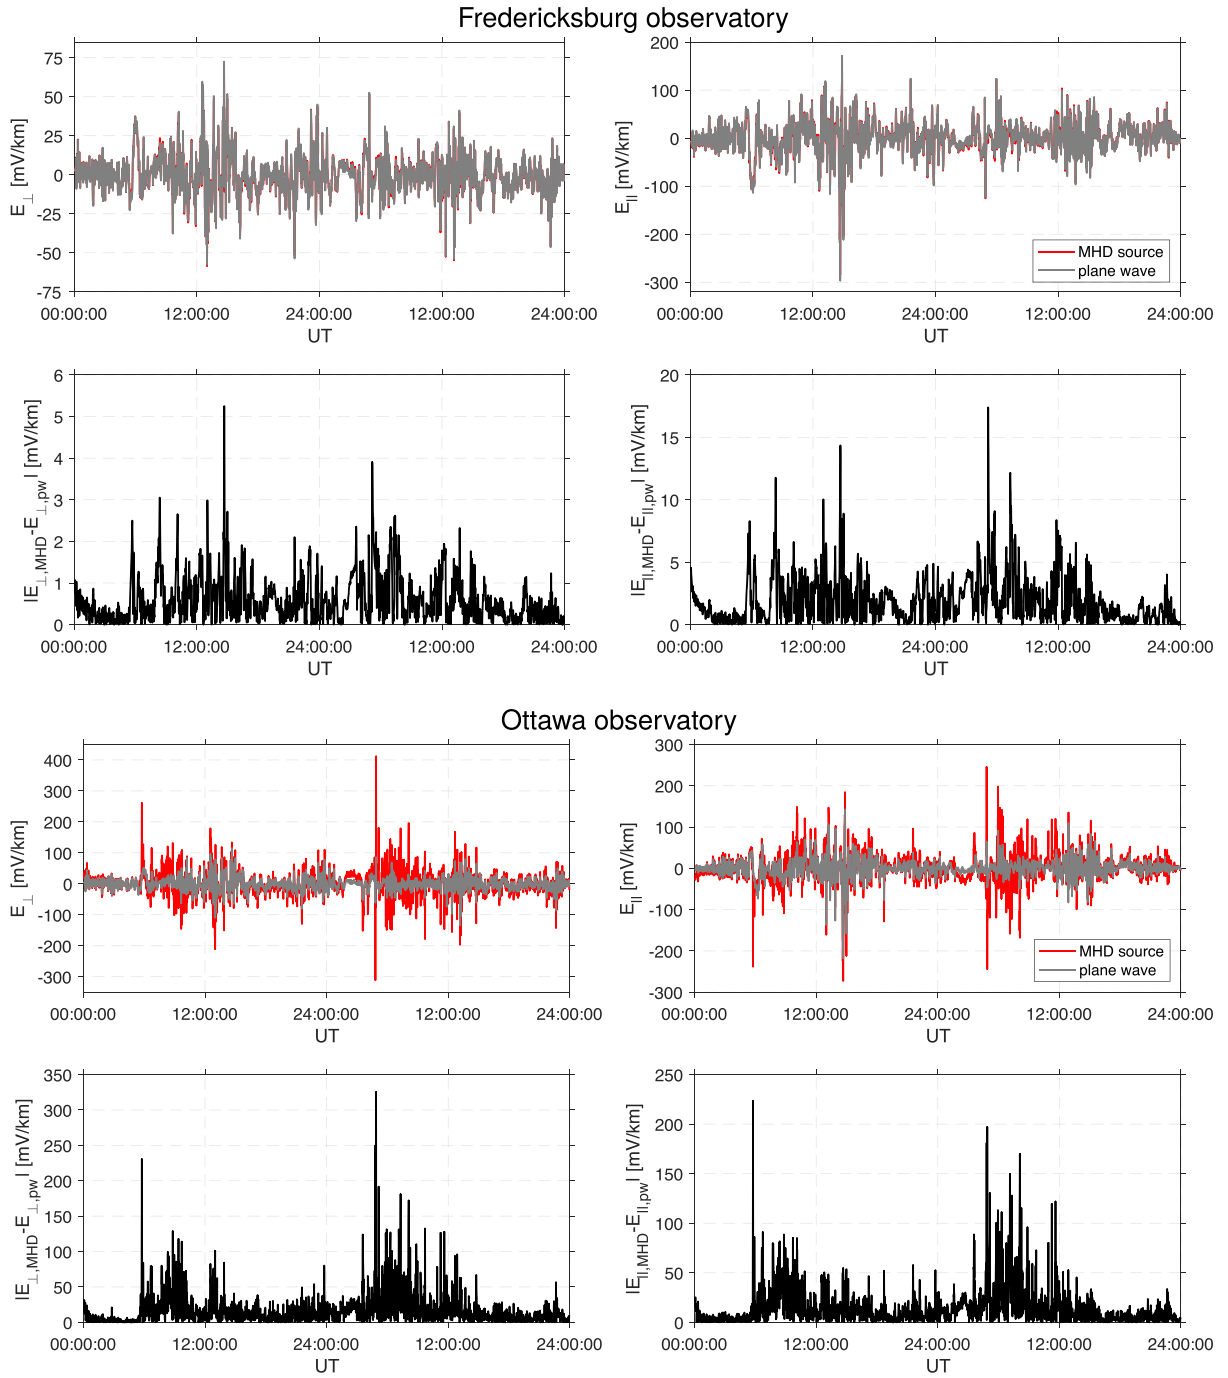 Fredericksburg observatory
75
50
25
0
-25
-50
-75
E⊥ [mV/km]
00:00:00 12:00:00 24:00:00 12:00:00 24:00:00
UT
200
100
0
-100
-200
-300
E|| [mV/km]
MHD source
plane wave
00:00:00 12:00:00 24:00:00 12:00:00 24:00:00
UT
6
5
4
3
2
1
0
|E⊥,MHD-E⊥,pw| [mV/km]
00:00:00 12:00:00 24:00:00 12:00:00 24:00:00
UT
20
15
10
5
0
|E||,MHD-E||,pw| [mV/km]
00:00:00 12:00:00 24:00:00 12:00:00 24:00:00
UT
Ottawa observatory
400
300
200
100
0
-100
-200
-300
E⊥ [mV/km]
00:00:00 12:00:00 24:00:00 12:00:00 24:00:00
UT
300
200
100
0
-100
-200
-300
E|| [mV/km]
MHD source
plane wave
00:00:00 12:00:00 24:00:00 12:00:00 24:00:00
UT
350
300
250
200
150
100
50
0
|E⊥,MHD-E⊥,pw| [mV/km]
00:00:00 12:00:00 24:00:00 12:00:00 24:00:00
UT
250
200
150
100
50
0
|E||,MHD-E||,pw| [mV/km]
00:00:00 12:00:00 24:00:00 12:00:00 24:00:00
UT